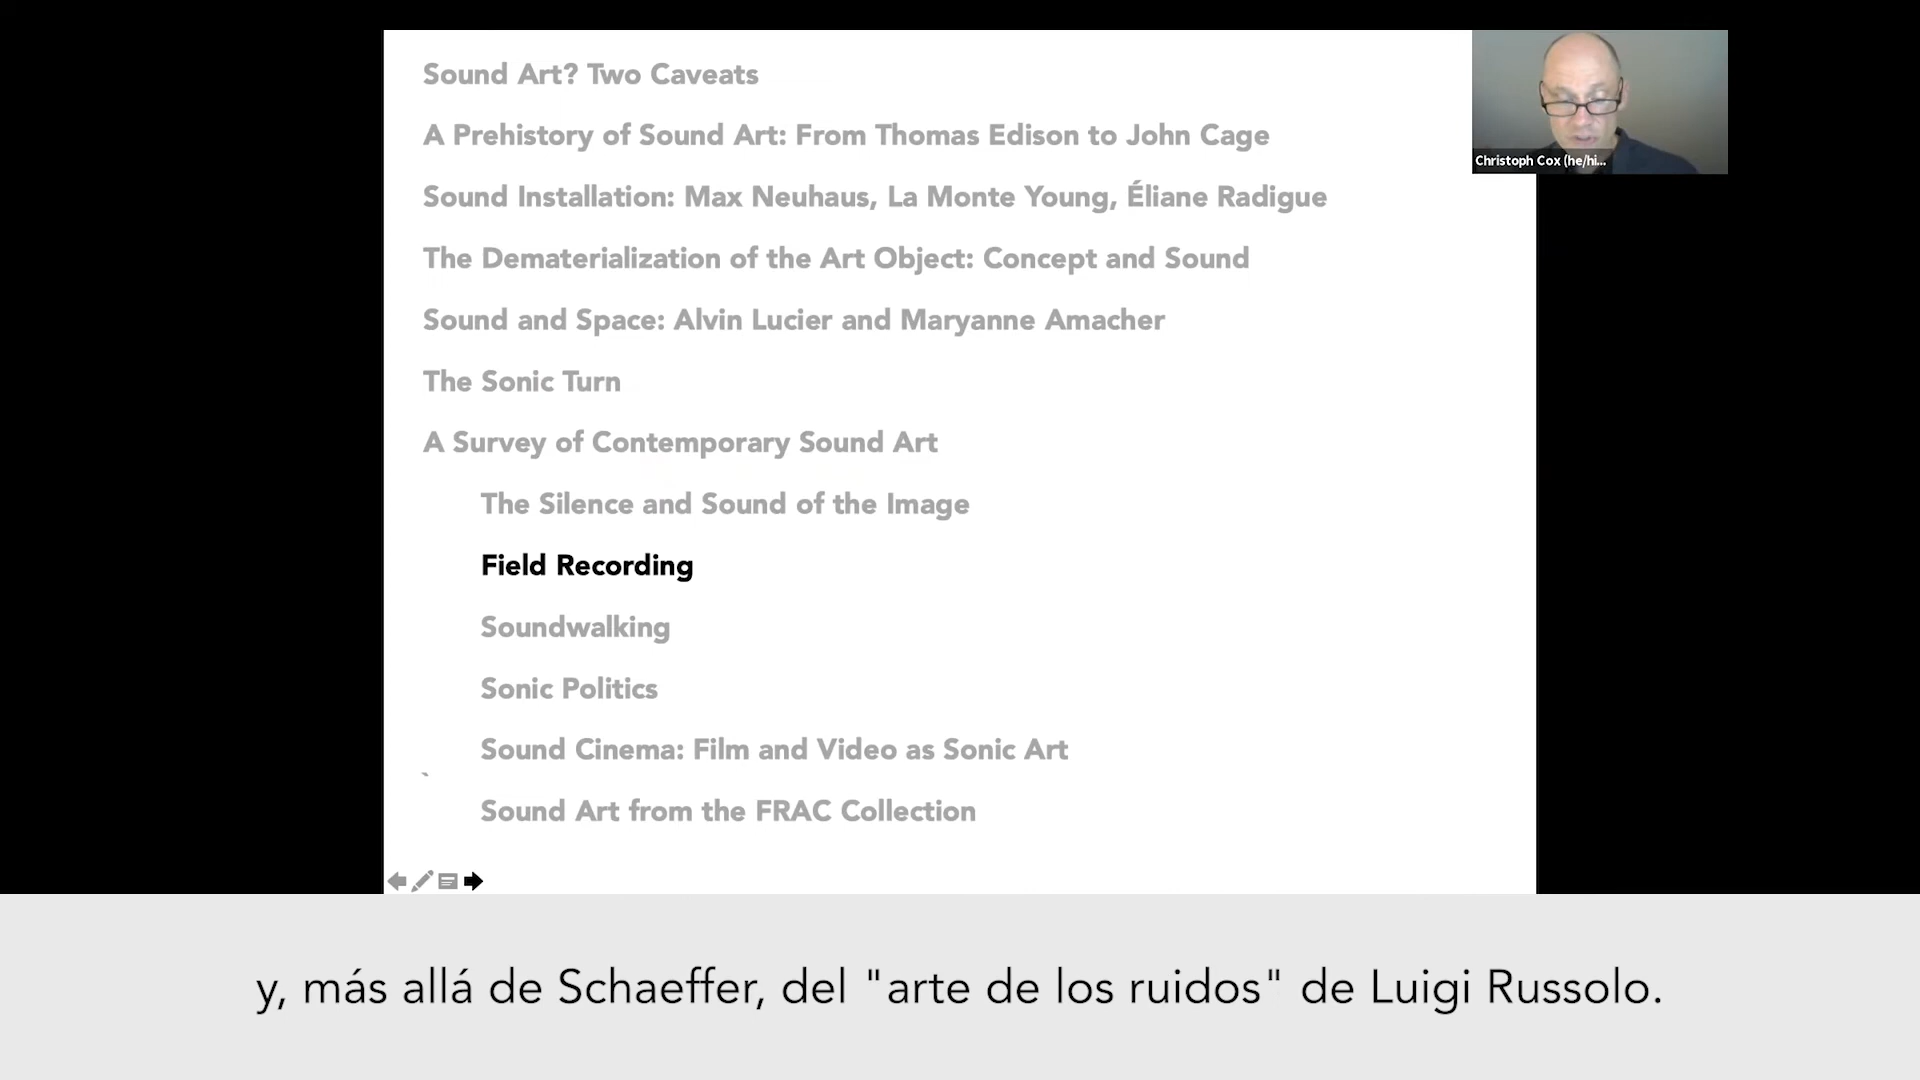 Sound Art? Two Caveats
A Prehistory of Sound Art: From Thomas Edison to John Cage
Sound Installation: Max Neuhaus, La Monte Young, Éliane Radigue
The Dematerialization of the Art Object: Concept and Sound
Sound and Space: Alvin Lucier and Maryanne Amacher
The Sonic Turn
A Survey of Contemporary Sound Art
The Silence and Sound of the Image
Field Recording
Soundwalking
Sonic Politics
Sound Cinema: Film and Video as Sonic Art
`
Sound Art from the FRAC Collection
Christoph Cox (he/hi...
y, más allá de Schaeffer, del "arte de los ruidos" de Luigi Russolo.